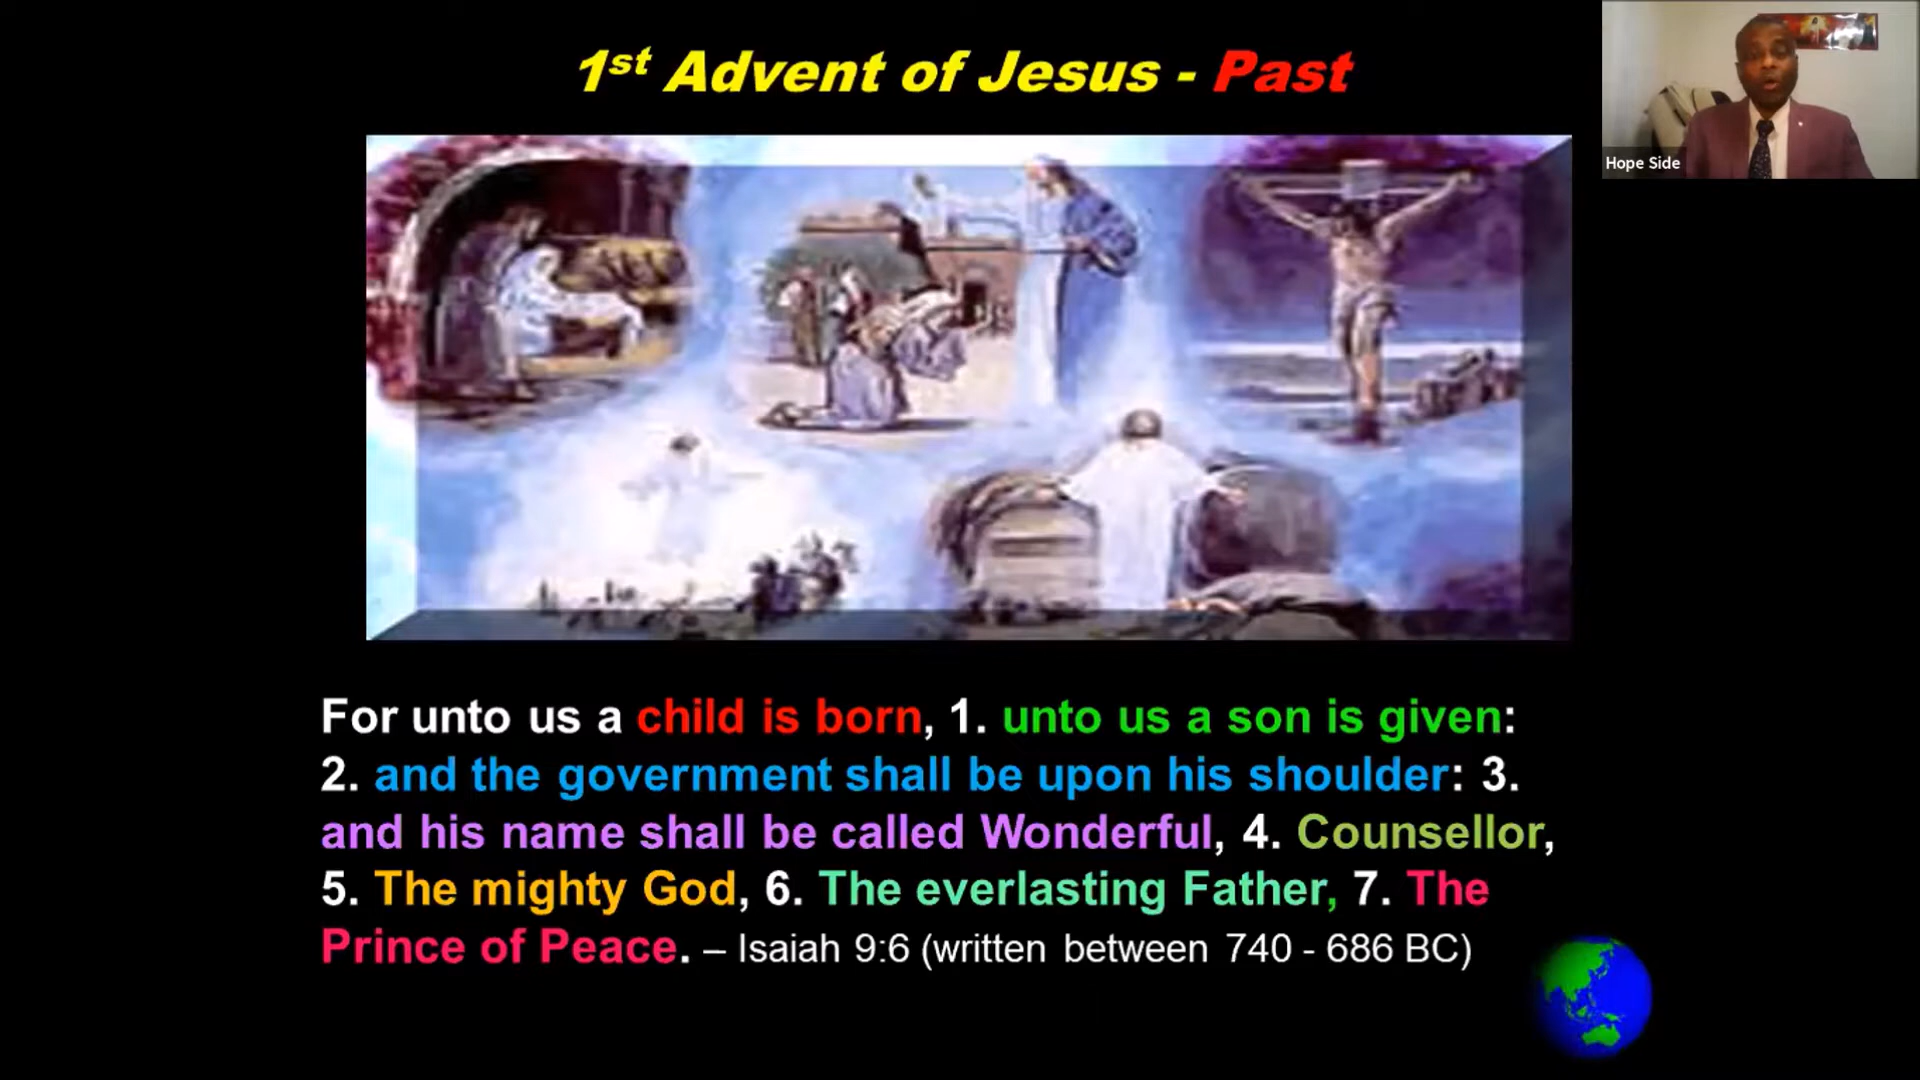 1st Advent of Jesus - Past
Hope Side
For unto us a child is born, 1. unto us a son is given:
2. and the government shall be upon his shoulder: 3.
and his name shall be called Wonderful, 4. Counsellor,
5. The mighty God, 6. The everlasting Father, 7. The
Prince of Peace. – Isaiah 9:6 (written between 740 - 686 BC)